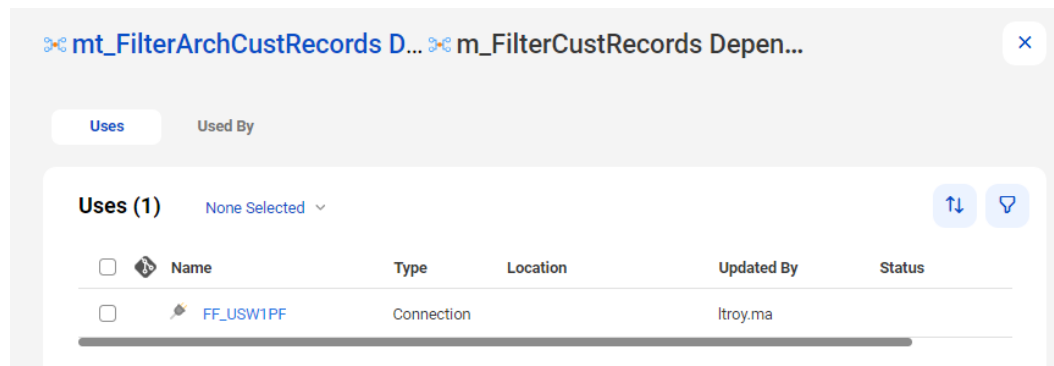 mt_FilterArchCustRecords D... m_FilterCustRecords Depen...
Uses Used By
Uses (1) None Selected
Name Type Location Updated By Status
FF_USW1PF Connection ltroy.ma